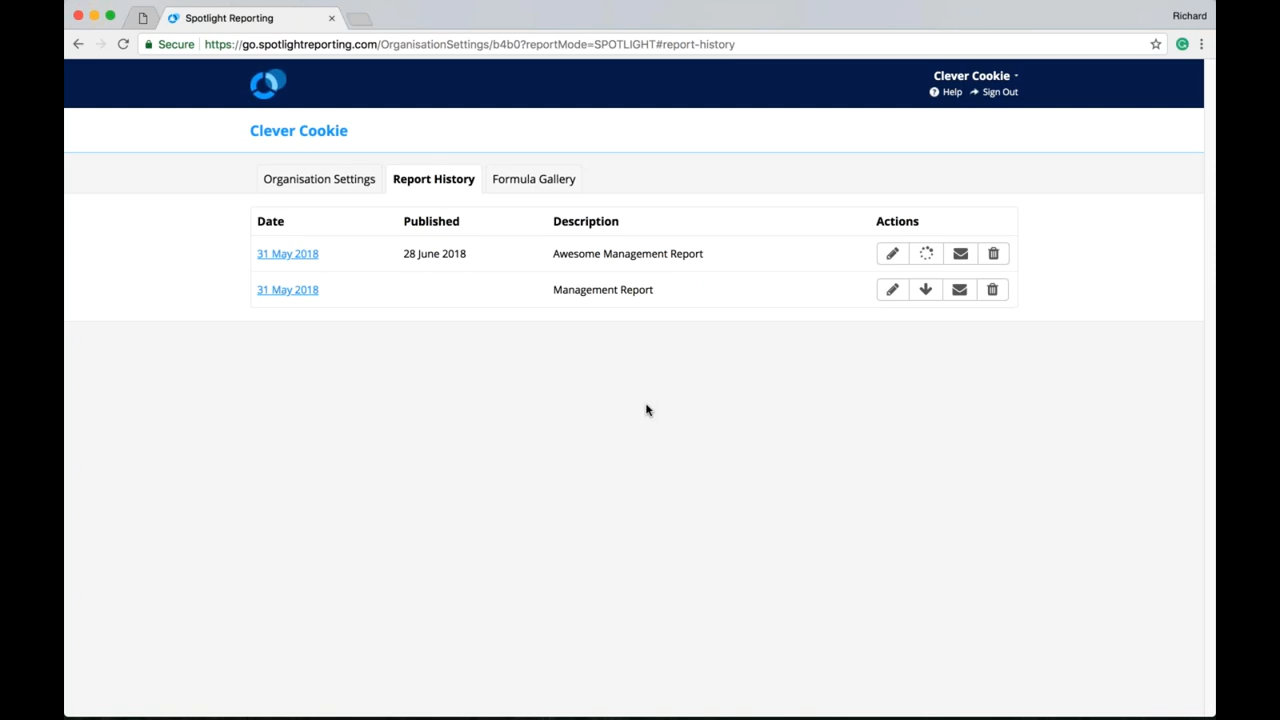 Spotlight Reporting
Richard
Secure https://go.spotlightreporting.com/OrganisationSettings/b4b0?reportMode=SPOTLIGHT#report-history
Clever Cookie
Help Sign Out
Clever Cookie
Organisation Settings Report History Formula Gallery
Date Published Description Actions
31 May 2018 28 June 2018 Awesome Management Report
31 May 2018 Management Report